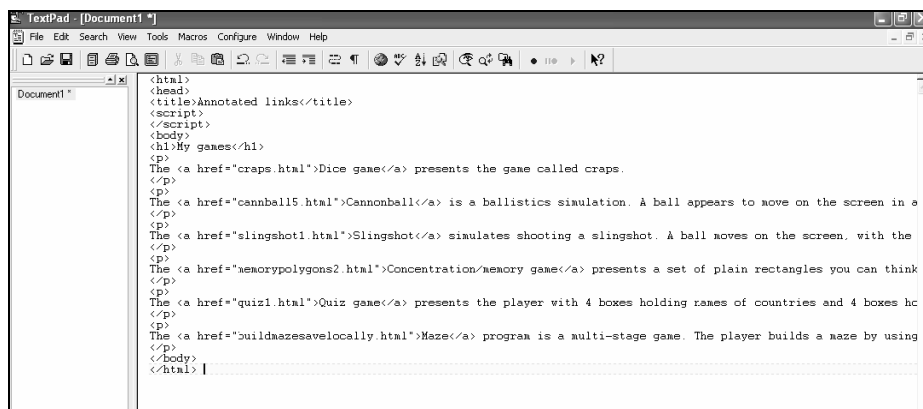 TextPad - [Document1 *]
File Edit Search View Tools Macros Configure Window Help
Document1 *
<html>
<head>
<title>Annotated links</title>
<script>
</script>
<body>
<h1>My games</h1>
<p>
The <a href="craps.html">Dice game</a> presents the game called craps.
</p>
<p>
The <a href="cannball5.html">Cannonball</a> is a ballistics simulation. A ball appears to move on the screen in a
</p>
<p>
The <a href="slingshot1.html">Slingshot</a> simulates shooting a slingshot. A ball moves on the screen, with the
</p>
<p>
The <a href="memorypolygons2.html">Concentration/memory game</a> presents a set of plain rectangles you can think
</p>
<p>
The <a href="quiz1.html">Quiz game</a> presents the player with 4 boxes holding names of countries and 4 boxes ho
</p>
<p>
The <a href="buildmazesavelocally.html">Maze</a> program is a multi-stage game. The player builds a maze by using
</p>
</body>
</html>